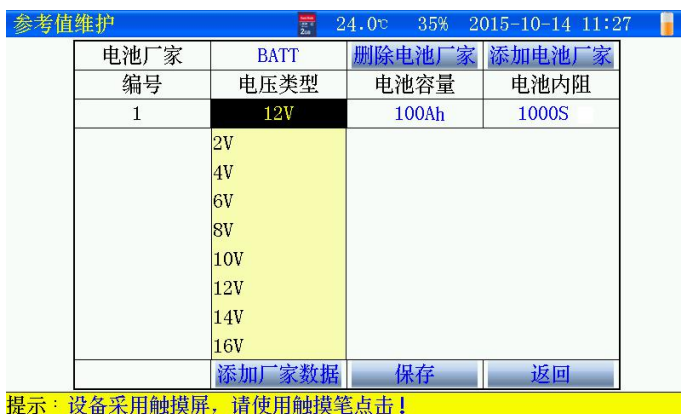 参考值维护 24.0℃ 35% 2015-10-14 11:27
电池厂家 BATT 删除电池厂家 添加电池厂家
编号 电压类型 电池容量 电池内阻
1 12V 100Ah 1000S
2V
4V
6V
8V
10V
12V
14V
16V
添加厂家数据 保存 返回
提示：设备采用触摸屏，请使用触摸笔点击！